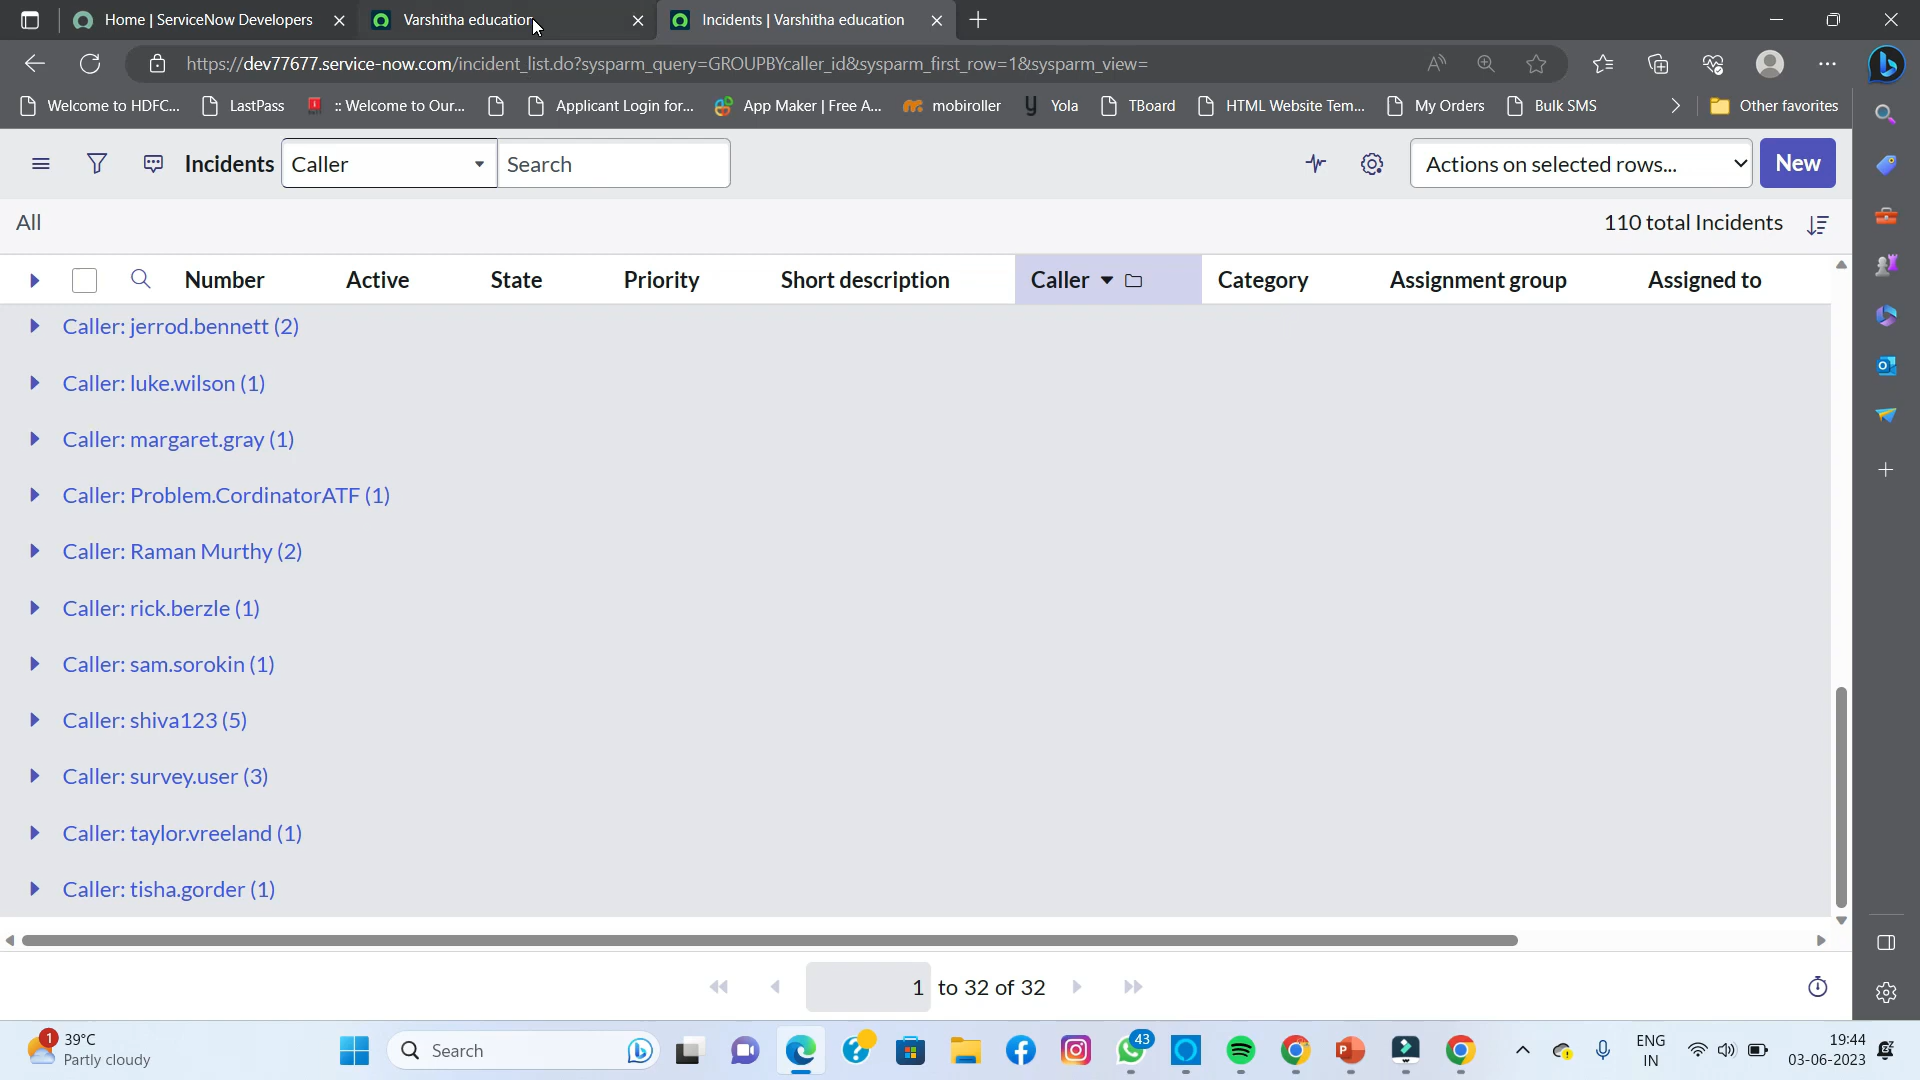 Home | ServiceNow Developers
Varshitha education
Incidents | Varshitha education
https://dev77677.service-now.com/incident_list.do?sysparm_query=GROUPBYcaller_id&sysparm_first_row=1&sysparm_view=
Welcome to HDFC...
LastPass
:: Welcome to Our...
Applicant Login for...
App Maker | Free A...
mobiroller
Yola
TBoard
HTML Website Tem...
My Orders
Bulk SMS
Other favorites
Incidents
Caller
Search
Actions on selected rows...
New
All
110 total Incidents
Number Active State Priority Short description Caller Category Assignment group Assigned to
Caller: jerrod.bennett (2)
Caller: luke.wilson (1)
Caller: margaret.gray (1)
Caller: Problem.CordinatorATF (1)
Caller: Raman Murthy (2)
Caller: rick.berzle (1)
Caller: sam.sorokin (1)
Caller: shiva123 (5)
Caller: survey.user (3)
Caller: taylor.vreeland (1)
Caller: tisha.gorder (1)
1 to 32 of 32
1
39°C
Partly cloudy
Search
43
ENG
IN
19:44
03-06-2023